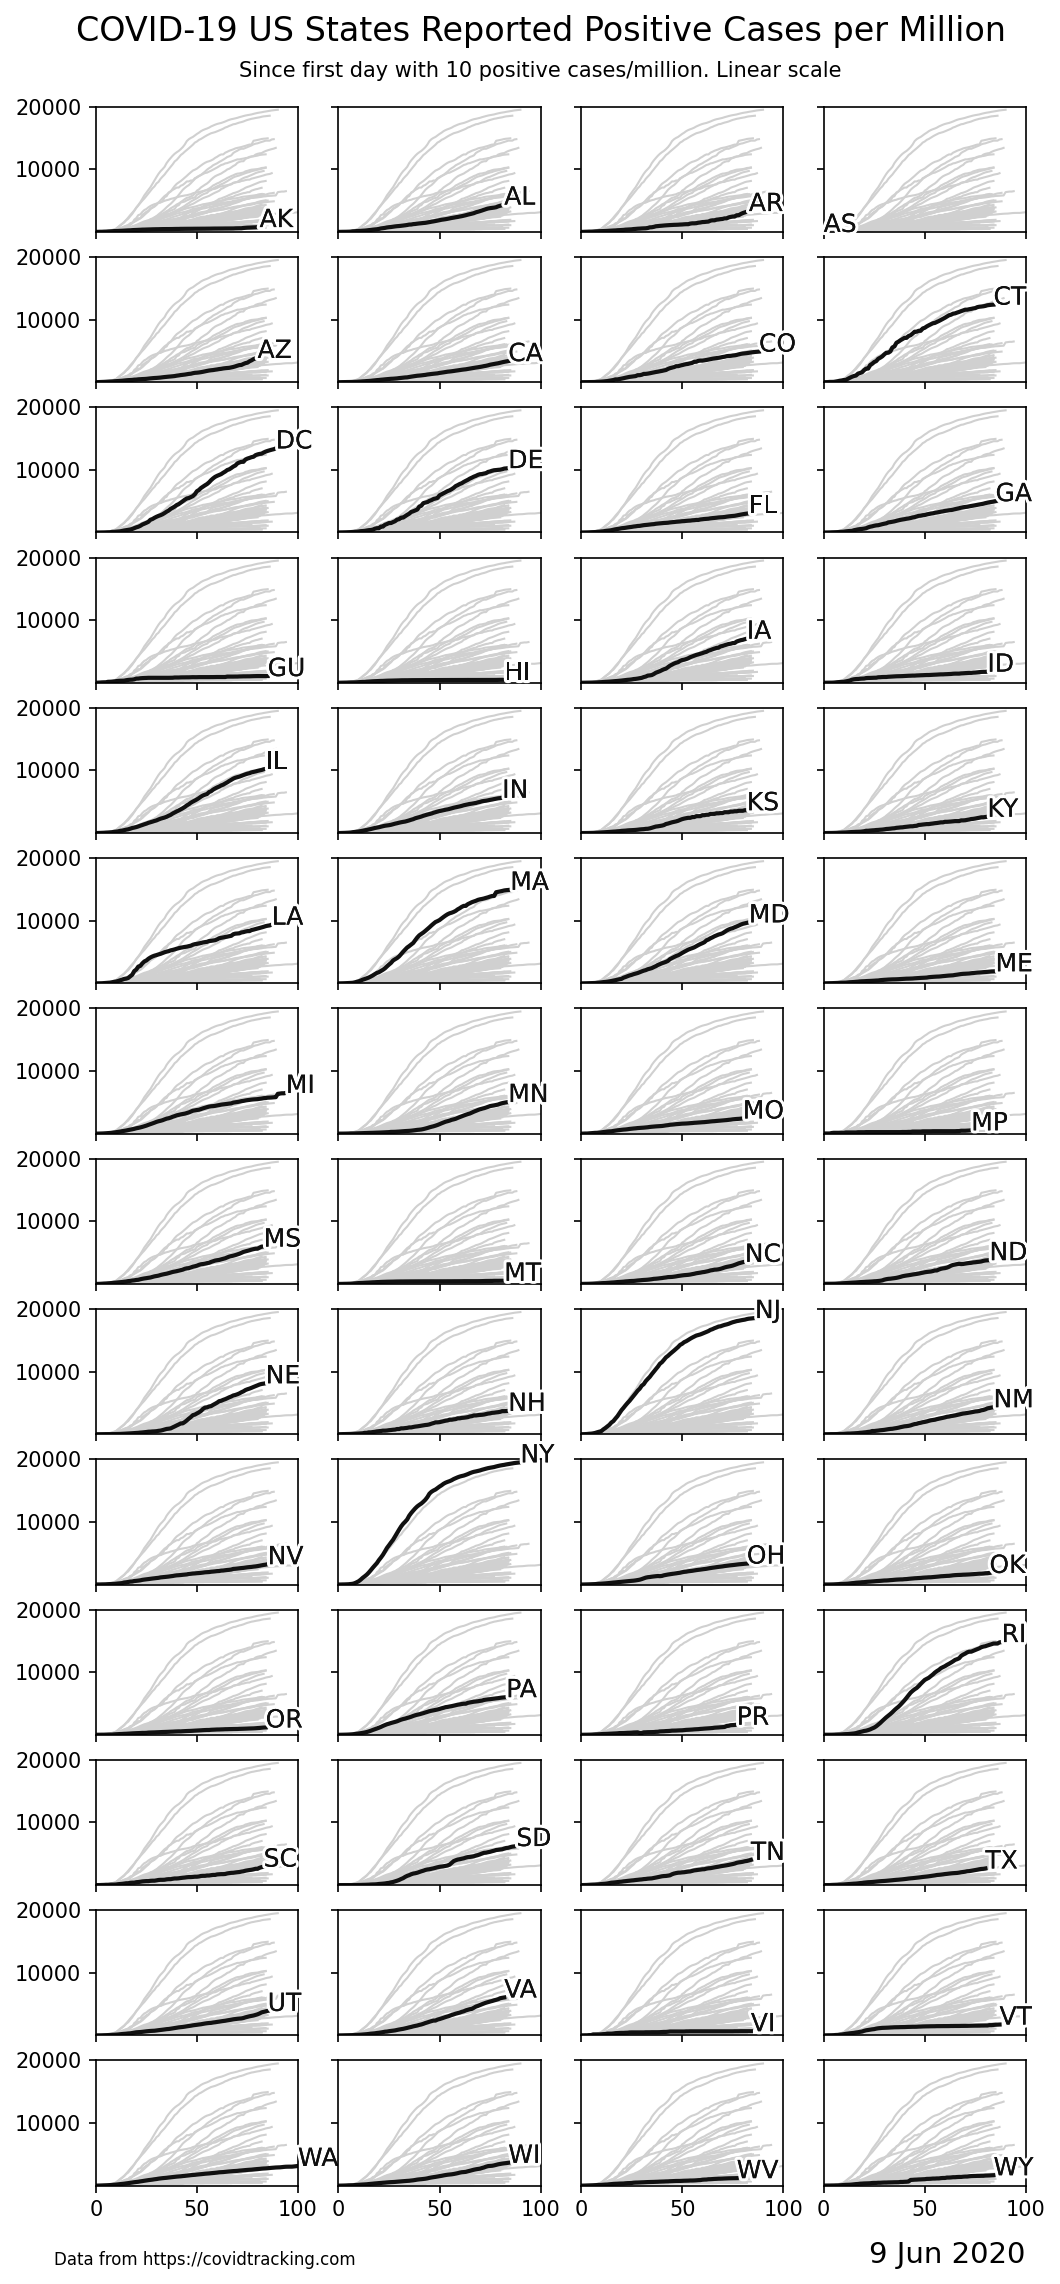 COVID-19 US States Reported Positive Cases per Million
Since first day with 10 positive cases/million. Linear scale
20000
10000
AK
AL
AR
AS
20000
10000
AZ
CA
CO
CT
20000
10000
DC
DE
FL
GA
20000
10000
GU
HI
IA
ID
20000
10000
IL
IN
KS
KY
20000
10000
LA
MA
MD
ME
20000
10000
MI
MN
MO
MP
20000
10000
MS
MT
NC
ND
20000
10000
NE
NH
NJ
NM
20000
10000
NV
NY
OH
OK
20000
10000
OR
PA
PR
RI
20000
10000
SC
SD
TN
TX
20000
10000
UT
VA
VI
VT
20000
10000
WA
WI
WV
WY
0 50 100 0 50 100 0 50 100 0 50 100
Data from https://covidtracking.com
9 Jun 2020